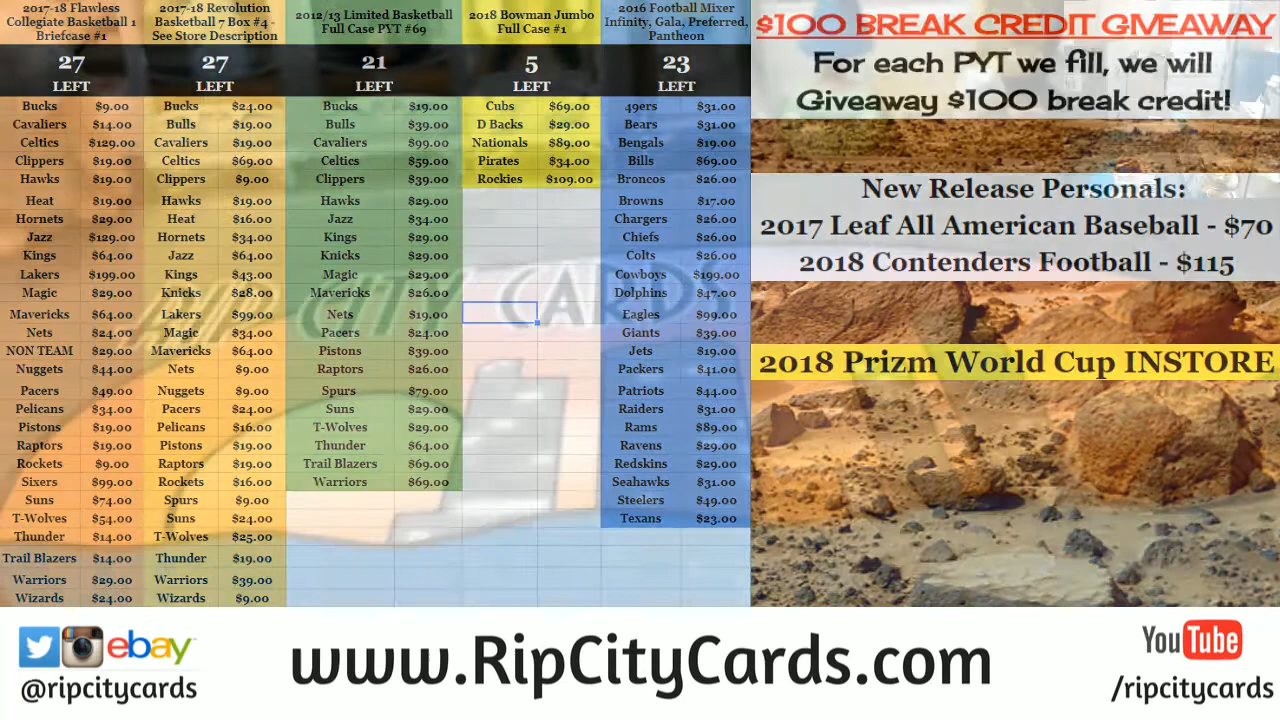 2017-18 Flawless
Collegiate Basketball 1
Briefcase #1
27
LEFT
Bucks $9.00
Cavaliers $14.00
Celtics $129.00
Clippers $19.00
Hawks $19.00
Heat $19.00
Hornets $29.00
Jazz $129.00
Kings $64.00
Lakers $199.00
Magic $29.00
Mavericks $64.00
Nets $24.00
NON TEAM $29.00
Nuggets $44.00
Pacers $49.00
Pelicans $34.00
Pistons $19.00
Raptors $19.00
Rockets $9.00
Sixers $99.00
Suns $74.00
T-Wolves $54.00
Thunder $14.00
Trail Blazers $14.00
Warriors $29.00
Wizards $24.00
2017-18 Revolution
Basketball 7 Box #4 -
See Store Description
27
LEFT
Bucks $24.00
Bulls $19.00
Cavaliers $19.00
Celtics $69.00
Clippers $9.00
Hawks $19.00
Heat $16.00
Hornets $34.00
Jazz $64.00
Kings $43.00
Knicks $28.00
Lakers $99.00
Magic $34.00
Mavericks $64.00
Nets $9.00
Nuggets $9.00
Pacers $24.00
Pelicans $16.00
Pistons $19.00
Raptors $19.00
Rockets $16.00
Spurs $9.00
Suns $24.00
T-Wolves $25.00
Thunder $19.00
Warriors $39.00
Wizards $9.00
2012/13 Limited Basketball
Full Case PYT #69
21
LEFT
Bucks $19.00
Bulls $39.00
Cavaliers $99.00
Celtics $59.00
Clippers $39.00
Hawks $29.00
Jazz $34.00
Kings $29.00
Knicks $29.00
Magic $29.00
Mavericks $26.00
Nets $19.00
Pacers $24.00
Pistons $39.00
Raptors $26.00
Spurs $79.00
Suns $29.00
T-Wolves $29.00
Thunder $64.00
Trail Blazers $69.00
Warriors $69.00
2018 Bowman Jumbo
Full Case #1
5
LEFT
Cubs $69.00
D Backs $29.00
Nationals $89.00
Pirates $34.00
Rockies $109.00
2016 Football Mixer
Infinity, Gala, Preferred,
Pantheon
23
LEFT
49ers $31.00
Bears $31.00
Bengals $19.00
Bills $69.00
Broncos $26.00
Browns $17.00
Chargers $26.00
Chiefs $26.00
Colts $26.00
Cowboys $199.00
Dolphins $47.00
Eagles $99.00
Giants $39.00
Jets $19.00
Packers $41.00
Patriots $44.00
Raiders $31.00
Rams $89.00
Ravens $29.00
Redskins $29.00
Seahawks $31.00
Steelers $49.00
Texans $23.00
RIP CITY CARDS
$100 BREAK CREDIT GIVEAWAY
For each PYT we fill, we will
Giveaway $100 break credit!
New Release Personals:
2017 Leaf All American Baseball - $70
2018 Contenders Football - $115
2018 Prizm World Cup INSTORE
ebay
@ripcitycards
www.RipCityCards.com
YouTube
/ripcitycards